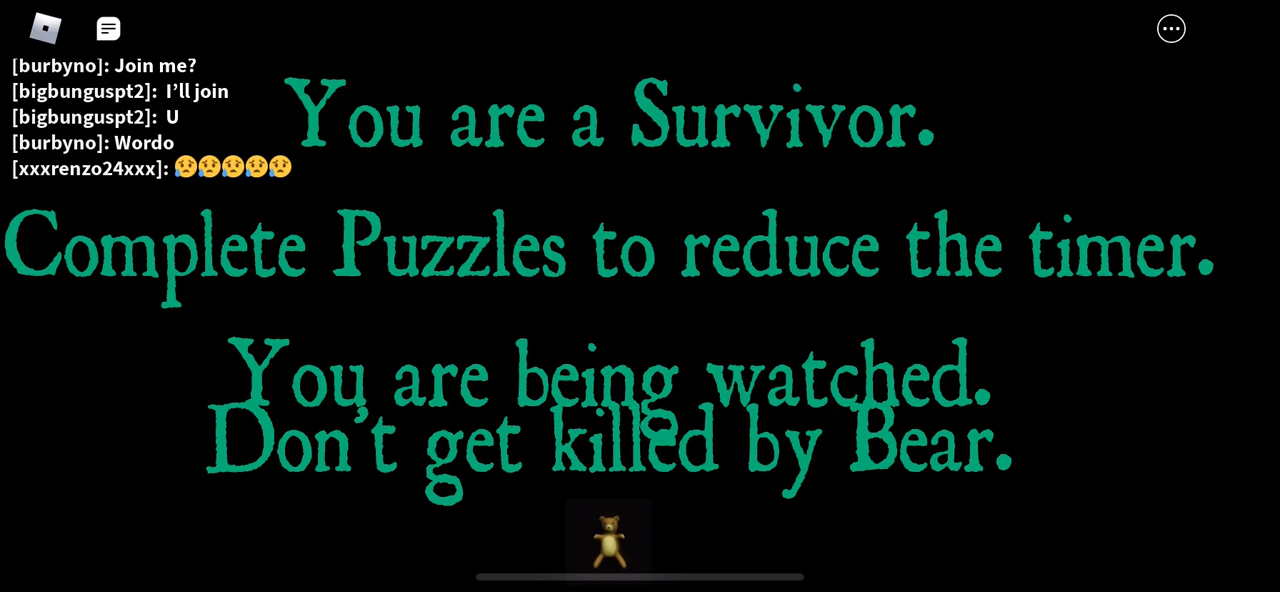 [burbyno]: Join me?
[bigbunguspt2]: I’ll join
[bigbunguspt2]: U
[burbyno]: Wordo
[xxxrenzo24xxx]: 😥😥😥😥😥
You are a Survivor.
Complete Puzzles to reduce the timer.
You are being watched.
Don't get killed by Bear.